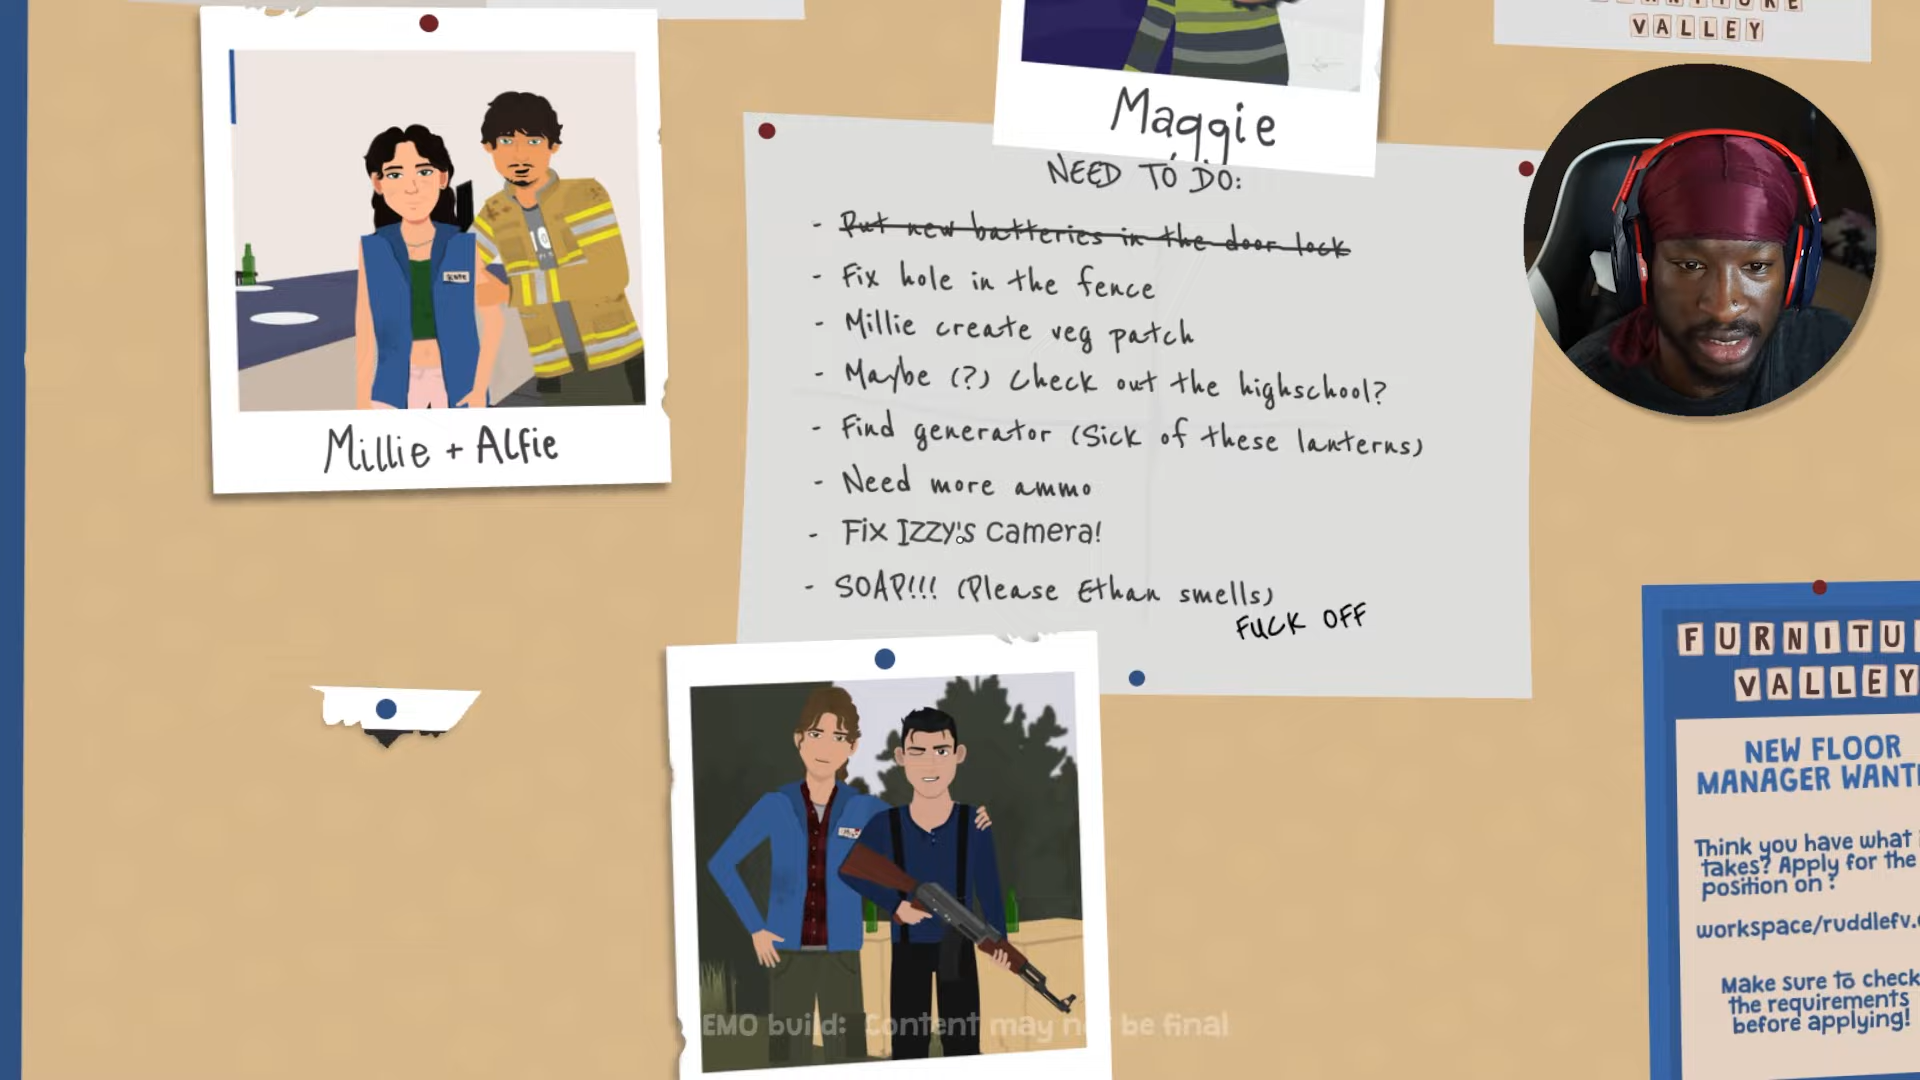 VALLEY
Maggie
NEED TO DO:
- Put new batteries in the door lock
- Fix hole in the fence
- Millie create veg patch
- Maybe (?) Check out the highschool?
- Find generator (Sick of these lanterns)
- Need more ammo
- Fix Izzy's Camera!
- SOAP!!! (Please Ethan smells)
FUCK OFF
Millie + Alfie
FURNITU
VALLEY
NEW FLOOR
MANAGER WANT
Think you have what i
takes? Apply for the
position on :
workspace/ruddlefv.
Make sure to check
the requirements
before applying!
EMO build: Content may n be final